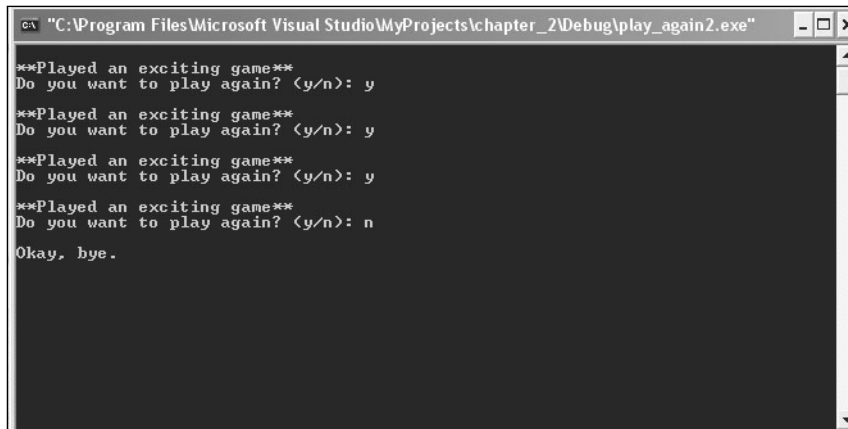 "C:\Program Files\Microsoft Visual Studio\MyProjects\chapter_2\Debug\play_again2.exe"
**Played an exciting game**
Do you want to play again? (y/n): y
**Played an exciting game**
Do you want to play again? (y/n): y
**Played an exciting game**
Do you want to play again? (y/n): y
**Played an exciting game**
Do you want to play again? (y/n): n
Okay, bye.